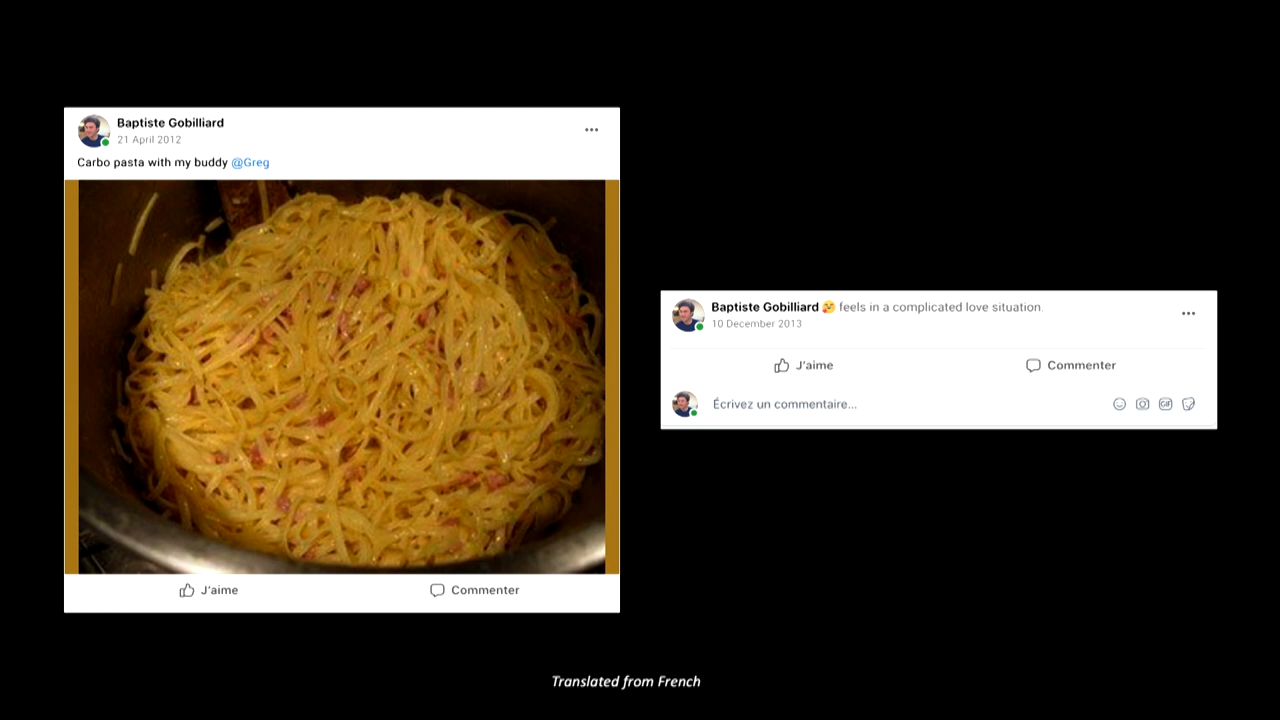 Baptiste Gobilliard
21 April 2012
Carbo pasta with my buddy @Greg
J'aime
Commenter
Baptiste Gobilliard feels in a complicated love situation.
10 December 2013
J'aime
Commenter
Écrivez un commentaire...
GIF
Translated from French